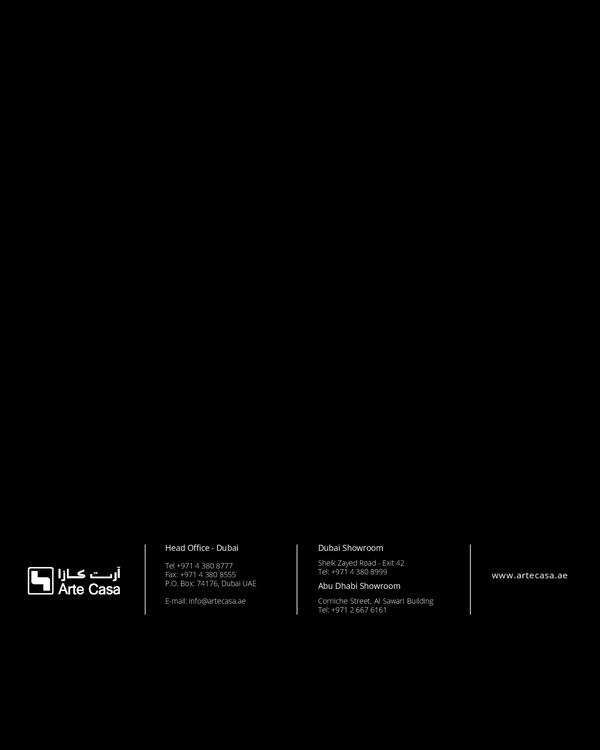 آرت كازا
Arte Casa
Head Office - Dubai
Tel +971 4 380 8777
Fax: +971 4 380 8555
P.O. Box: 74176, Dubai UAE
E-mail: info@artecasa.ae
Dubai Showroom
Sheik Zayed Road - Exit 42
Tel: +971 4 380 8999
Abu Dhabi Showroom
Corniche Street, Al Sawari Building
Tel: +971 2 667 6161
www.artecasa.ae